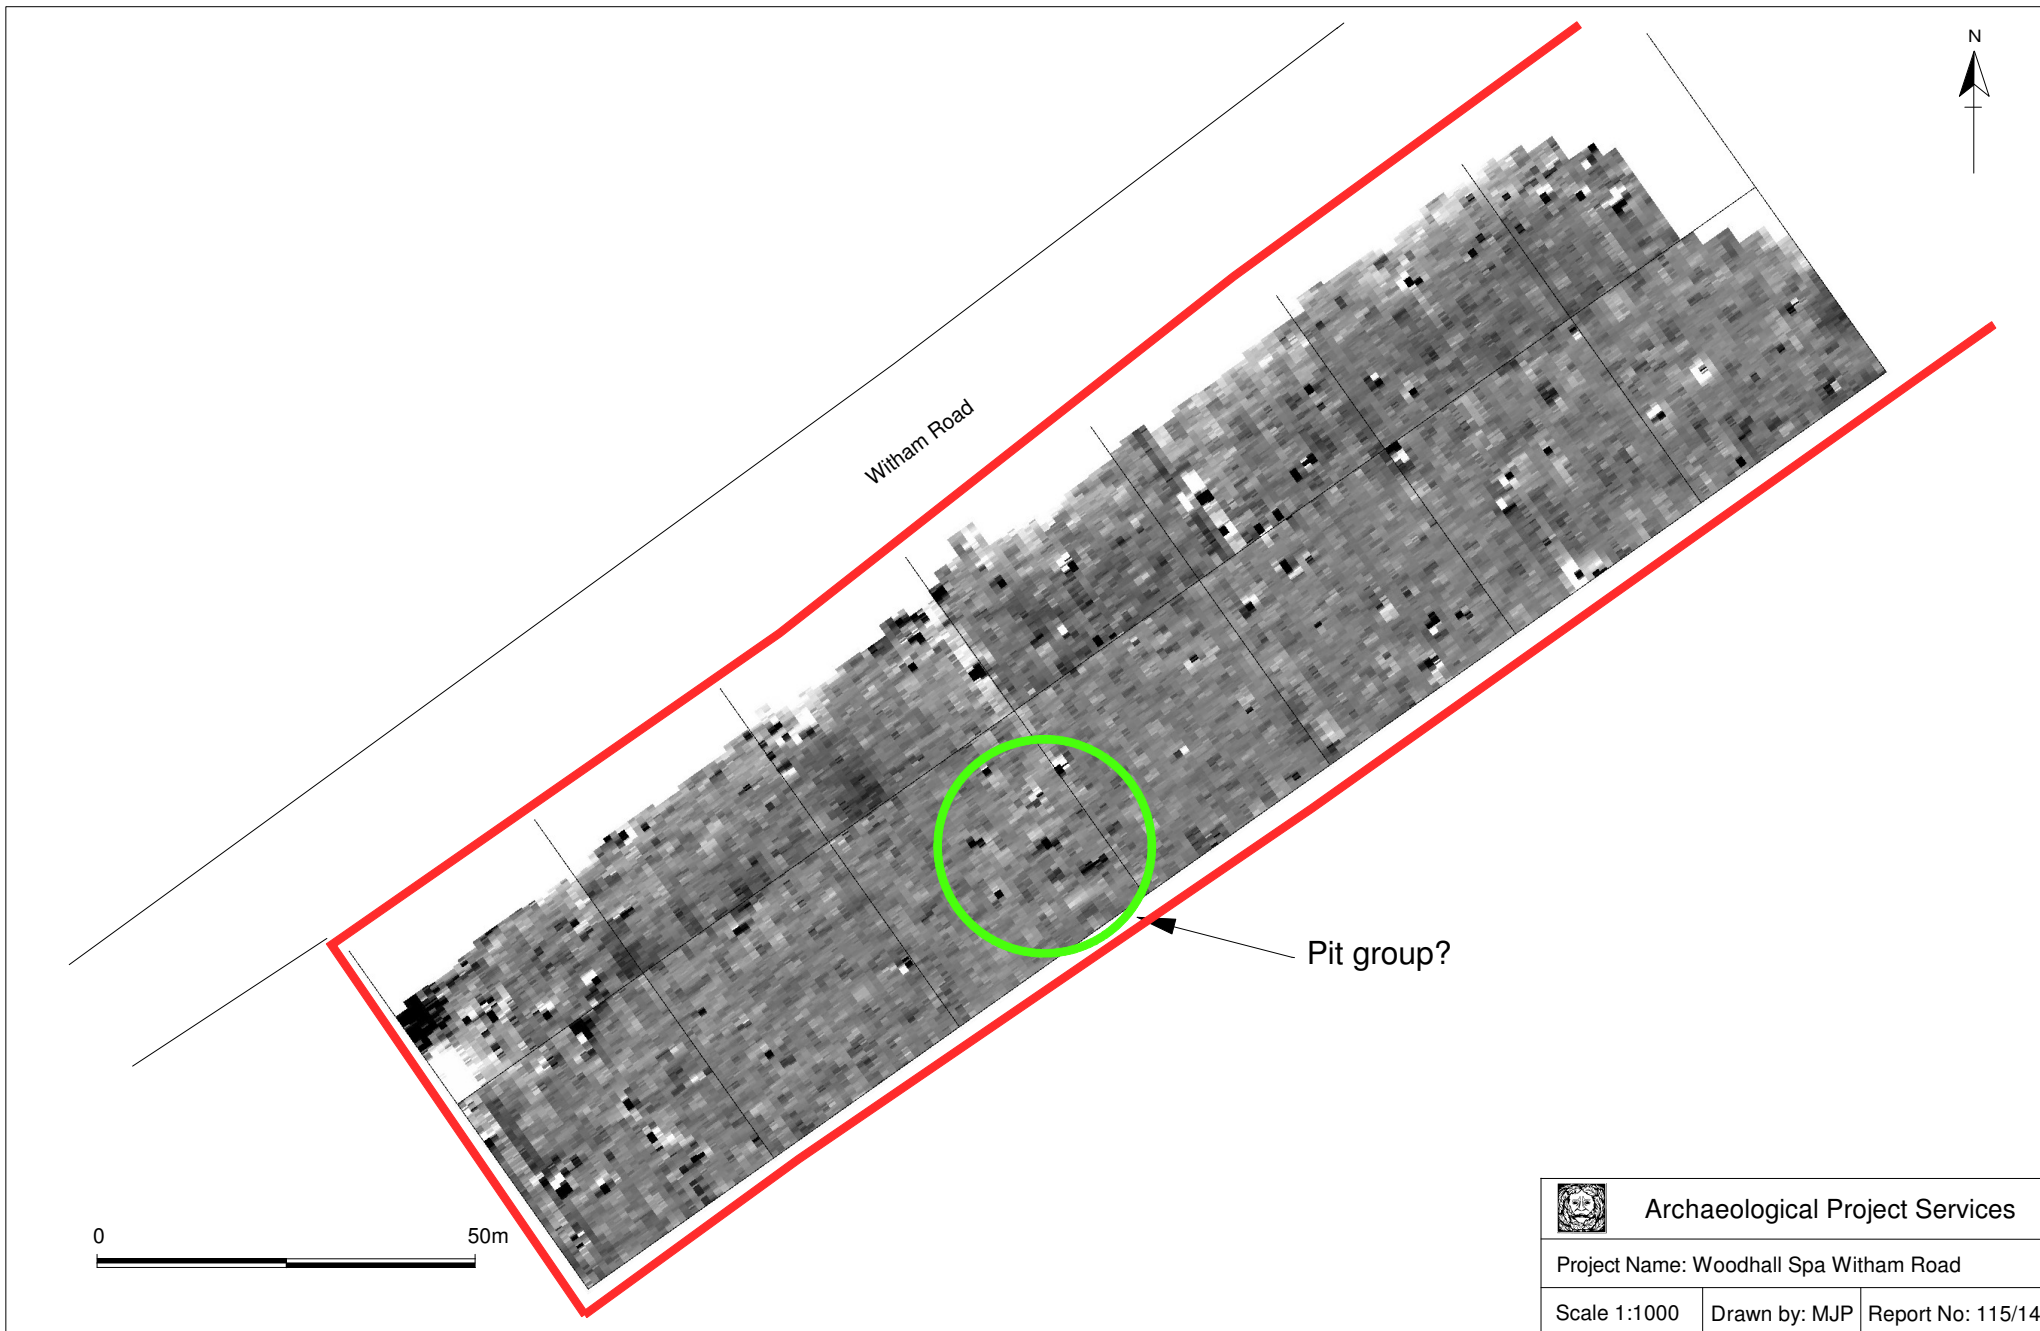 N
Witham Road
Pit group?
0 50m
Archaeological Project Services
Project Name: Woodhall Spa Witham Road
Scale 1:1000 Drawn by: MJP Report No: 115/14